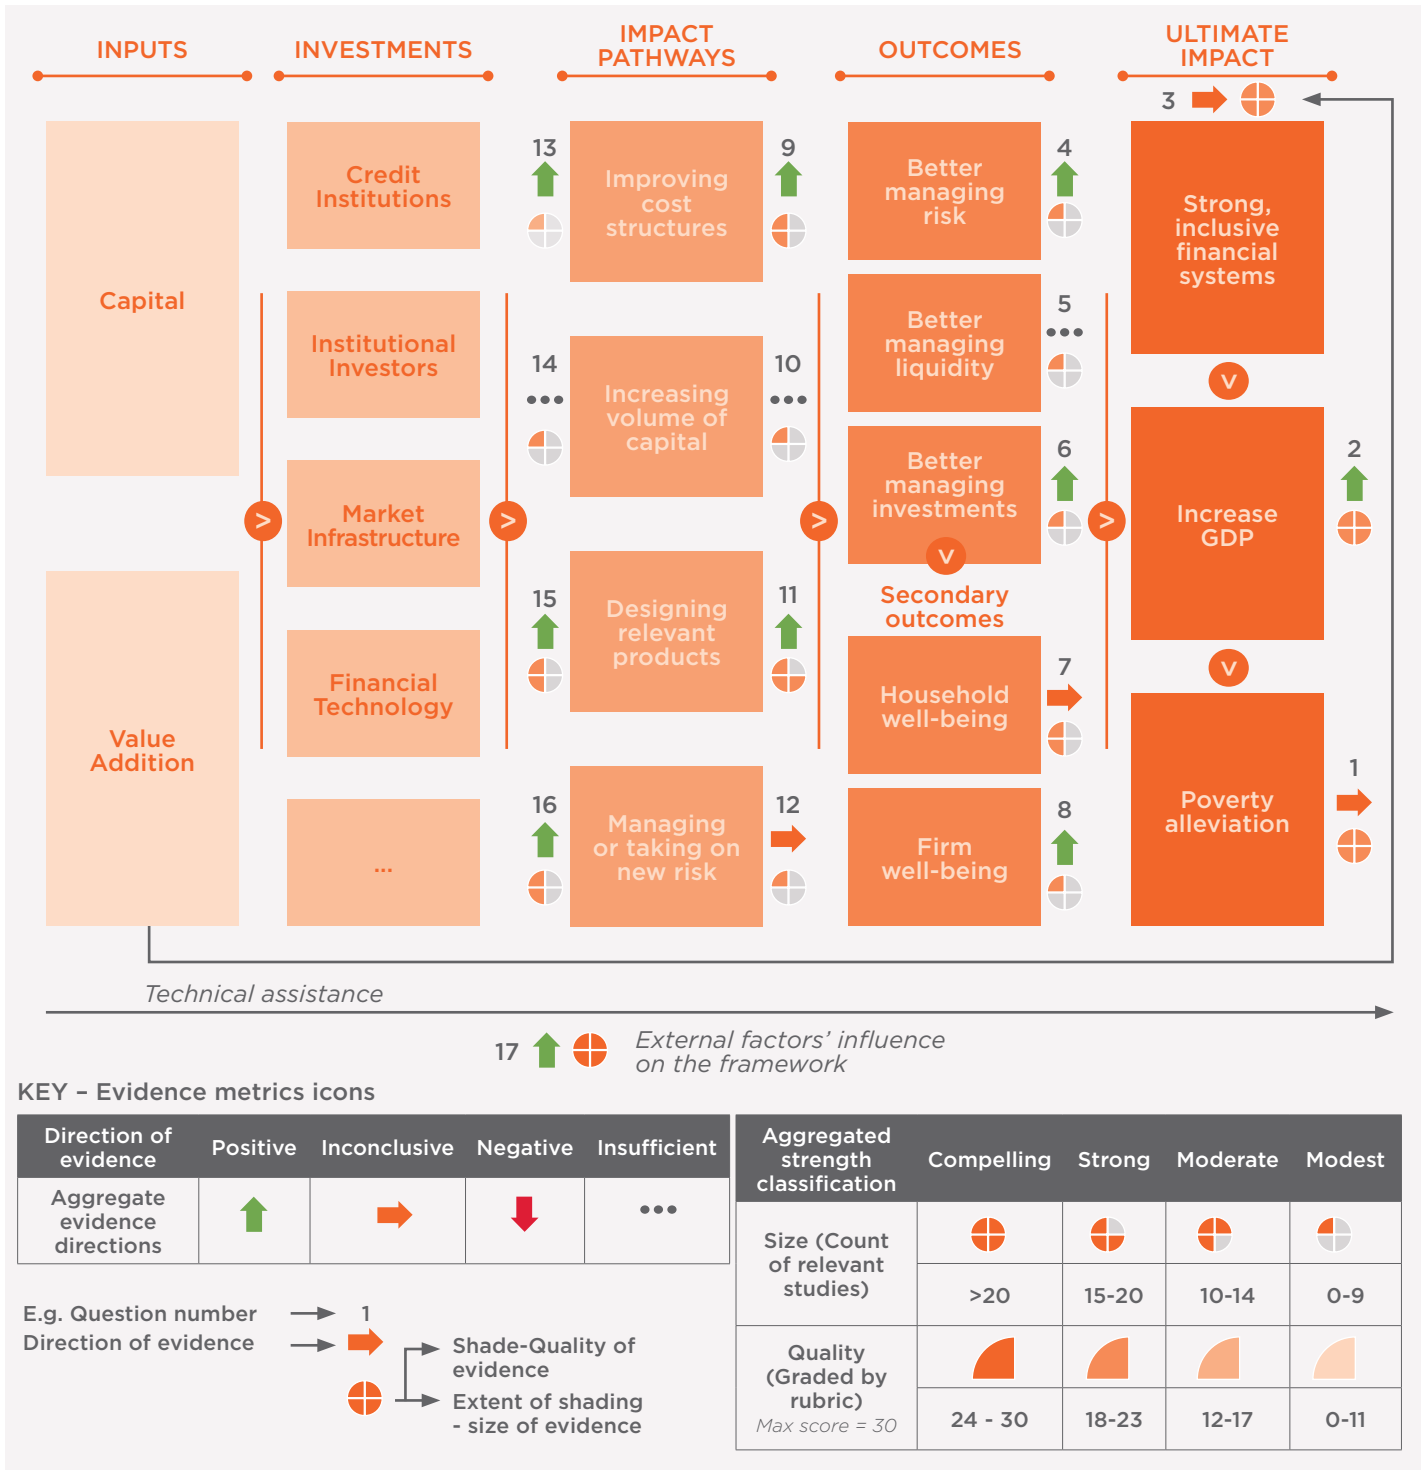 INPUTS
INVESTMENTS
IMPACT
PATHWAYS
OUTCOMES
ULTIMATE
IMPACT
3
Capital
Value
Addition
Credit
Institutions
Institutional
Investors
Market
Infrastructure
Financial
Technology
...
13
14
15
16
Improving
cost
structures
Increasing
volume of
capital
Designing
relevant
products
Managing
or taking on
new risk
9
10
11
12
Better
managing
risk
Better
managing
liquidity
Better
managing
investments
Secondary
outcomes
Household
well-being
Firm
well-being
4
5
6
7
8
Strong,
inclusive
financial
systems
Increase
GDP
Poverty
alleviation
2
1
Technical assistance
17
External factors’ influence
on the framework
KEY – Evidence metrics icons
Direction of
evidence
Positive
Inconclusive
Negative
Insufficient
Aggregate
evidence
directions
E.g. Question number
1
Direction of evidence
Shade-Quality of
evidence
Extent of shading
- size of evidence
Aggregated
strength
classification
Compelling
Strong
Moderate
Modest
Size (Count
of relevant
studies)
>20
15-20
10-14
0-9
Quality
(Graded by
rubric)
Max score = 30
24 - 30
18-23
12-17
0-11